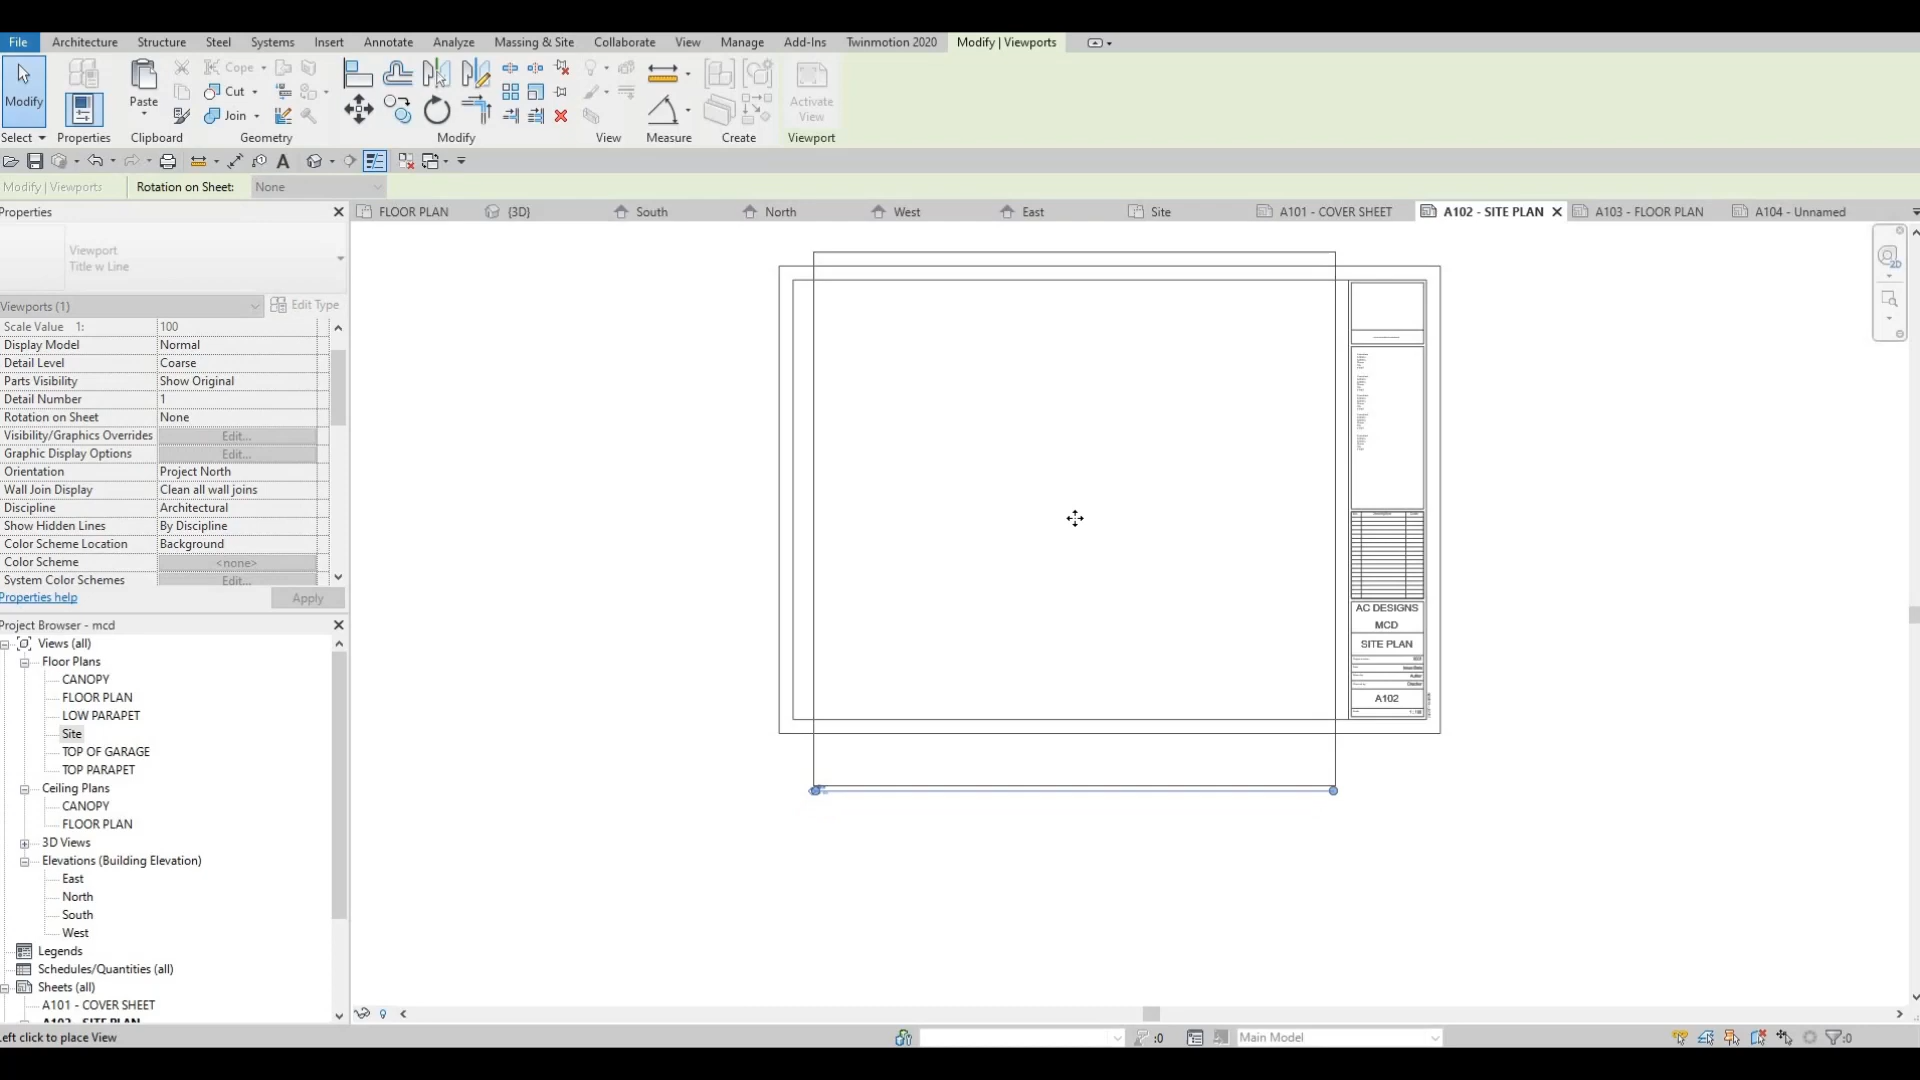 File Architecture Structure Steel Systems Insert Annotate Analyze Massing & Site Collaborate View Manage Add-Ins Twinmotion 2020 Modify | Viewports
Modify Paste Cope Cut Join Activate View
Select Properties Clipboard Geometry Modify View Measure Create Viewport
Modify | Viewports Rotation on Sheet: None
Properties
FLOOR PLAN {3D} South North West East Site A101 - COVER SHEET A102 - SITE PLAN A103 - FLOOR PLAN A104 - Unnamed
Viewport
Title w Line
Viewports (1) Edit Type
Scale Value 1: 100
Display Model Normal
Detail Level Coarse
Parts Visibility Show Original
Detail Number 1
Rotation on Sheet None
Visibility/Graphics Overrides Edit...
Graphic Display Options Edit...
Orientation Project North
Wall Join Display Clean all wall joins
Discipline Architectural
Show Hidden Lines By Discipline
Color Scheme Location Background
Color Scheme <none>
System Color Schemes Edit...
Properties help Apply
Project Browser - mcd
Views (all)
Floor Plans
CANOPY
FLOOR PLAN
LOW PARAPET
Site
TOP OF GARAGE
TOP PARAPET
Ceiling Plans
CANOPY
FLOOR PLAN
3D Views
Elevations (Building Elevation)
East
North
South
West
Legends
Schedules/Quantities (all)
Sheets (all)
A101 - COVER SHEET
A102 - SITE PLAN
AC DESIGNS
MCD
SITE PLAN
A102
Left click to place View :0 Main Model :0